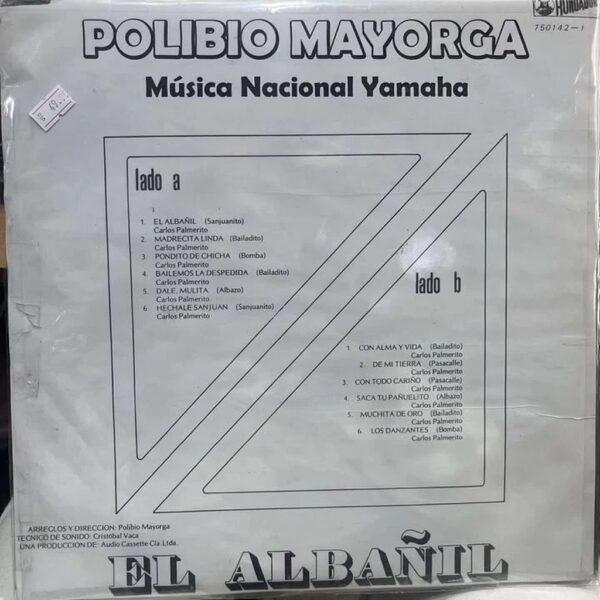 POLIBIO MAYORGA
750142-1
Música Nacional Yamaha
lado a
1. EL ALBAÑIL (Sanjuanito)
Carlos Palmerito
2. MADRECITA LINDA (Bailadito)
Carlos Palmerito
3. PONDITO DE CHICHA (Bomba)
Carlos Palmerito
4. BAILEMOS LA DESPEDIDA (Bailadito)
Carlos Palmerito
5. DALE, MULITA (Albazo)
Carlos Palmerito
6. HECHALE SANJUAN (Sanjuanito)
Carlos Palmerito
lado b
1. CON ALMA Y VIDA (Bailadito)
Carlos Palmerito
2. DE MI TIERRA (Pasacalle)
Carlos Palmerito
3. CON TODO CARIÑO (Pasacalle)
Carlos Palmerito
4. SACA TU PAÑUELITO (Albazo)
Carlos Palmerito
5. MUCHITA DE ORO (Bailadito)
Carlos Palmerito
6. LOS DANZANTES (Bomba)
Carlos Palmerito
ARREGLOS Y DIRECCION: Polibio Mayorga
TECNICO DE SONIDO: Cristóbal Vaca
UNA PRODUCCION DE: Audio Cassette Cía. Ltda.
EL ALBAÑIL